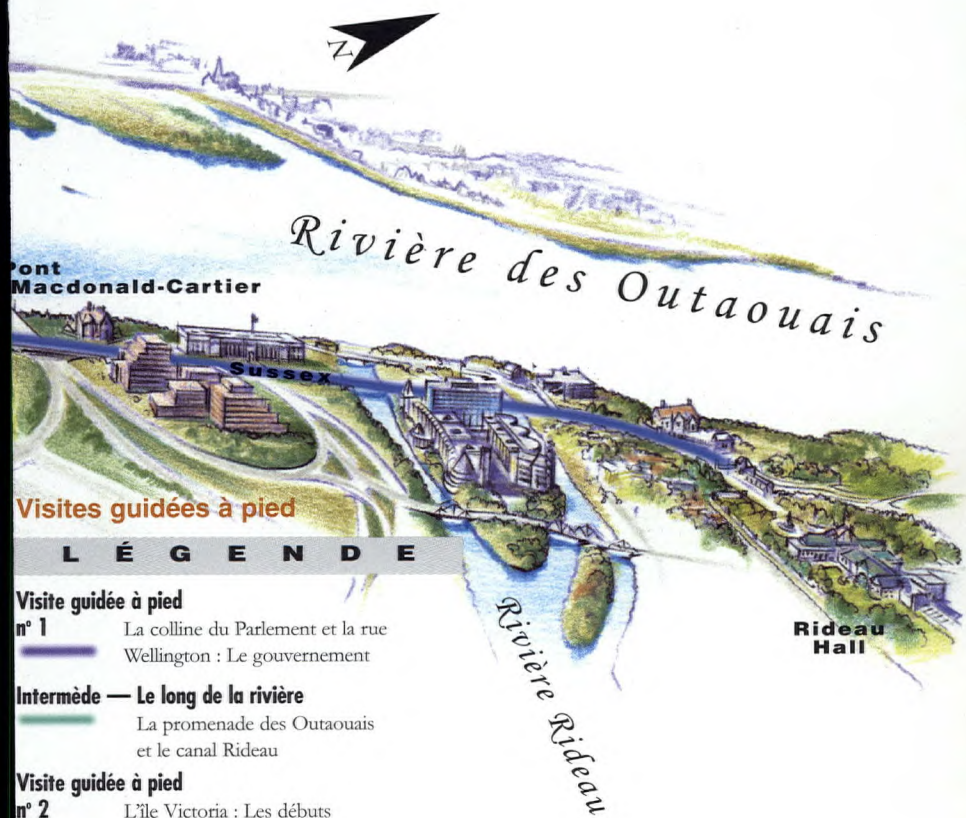 N
Rivière des Outaouais
Pont
Macdonald-Cartier
Sussex
Visites guidées à pied
LÉGENDE
Visite guidée à pied
n° 1 La colline du Parlement et la rue
Wellington : Le gouvernement
Intermède — Le long de la rivière
La promenade des Outaouais
et le canal Rideau
Visite guidée à pied
n° 2 L'île Victoria : Les débuts
Rivière Rideau
Rideau
Hall